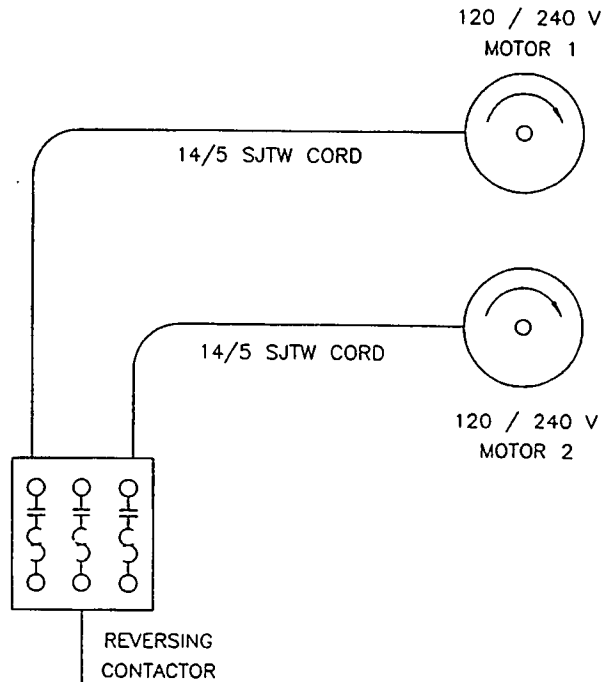 120 / 240 V
MOTOR 1
14/5 SJTW CORD
14/5 SJTW CORD
120 / 240 V
MOTOR 2
REVERSING
CONTACTOR